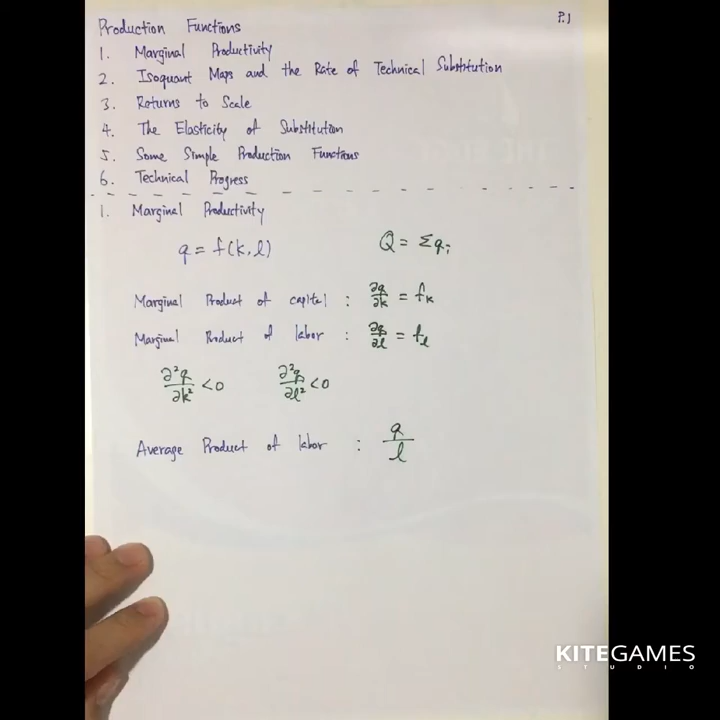 P.1
Production Functions
1. Marginal Productivity
2. Isoquant Maps and the Rate of Technical Substitution
3. Returns to Scale
4. The Elasticity of Substitution
5. Some Simple Production Functions
6. Technical Progress
1. Marginal Productivity
q = f(k, l) Q = Σqᵢ
Marginal Product of capital : ∂q/∂k = fₖ
Marginal Product of labor : ∂q/∂l = fₗ
∂²q/∂k² < 0 ∂²q/∂l² < 0
Average Product of labor : q/l
KITEGAMES
STUDIO